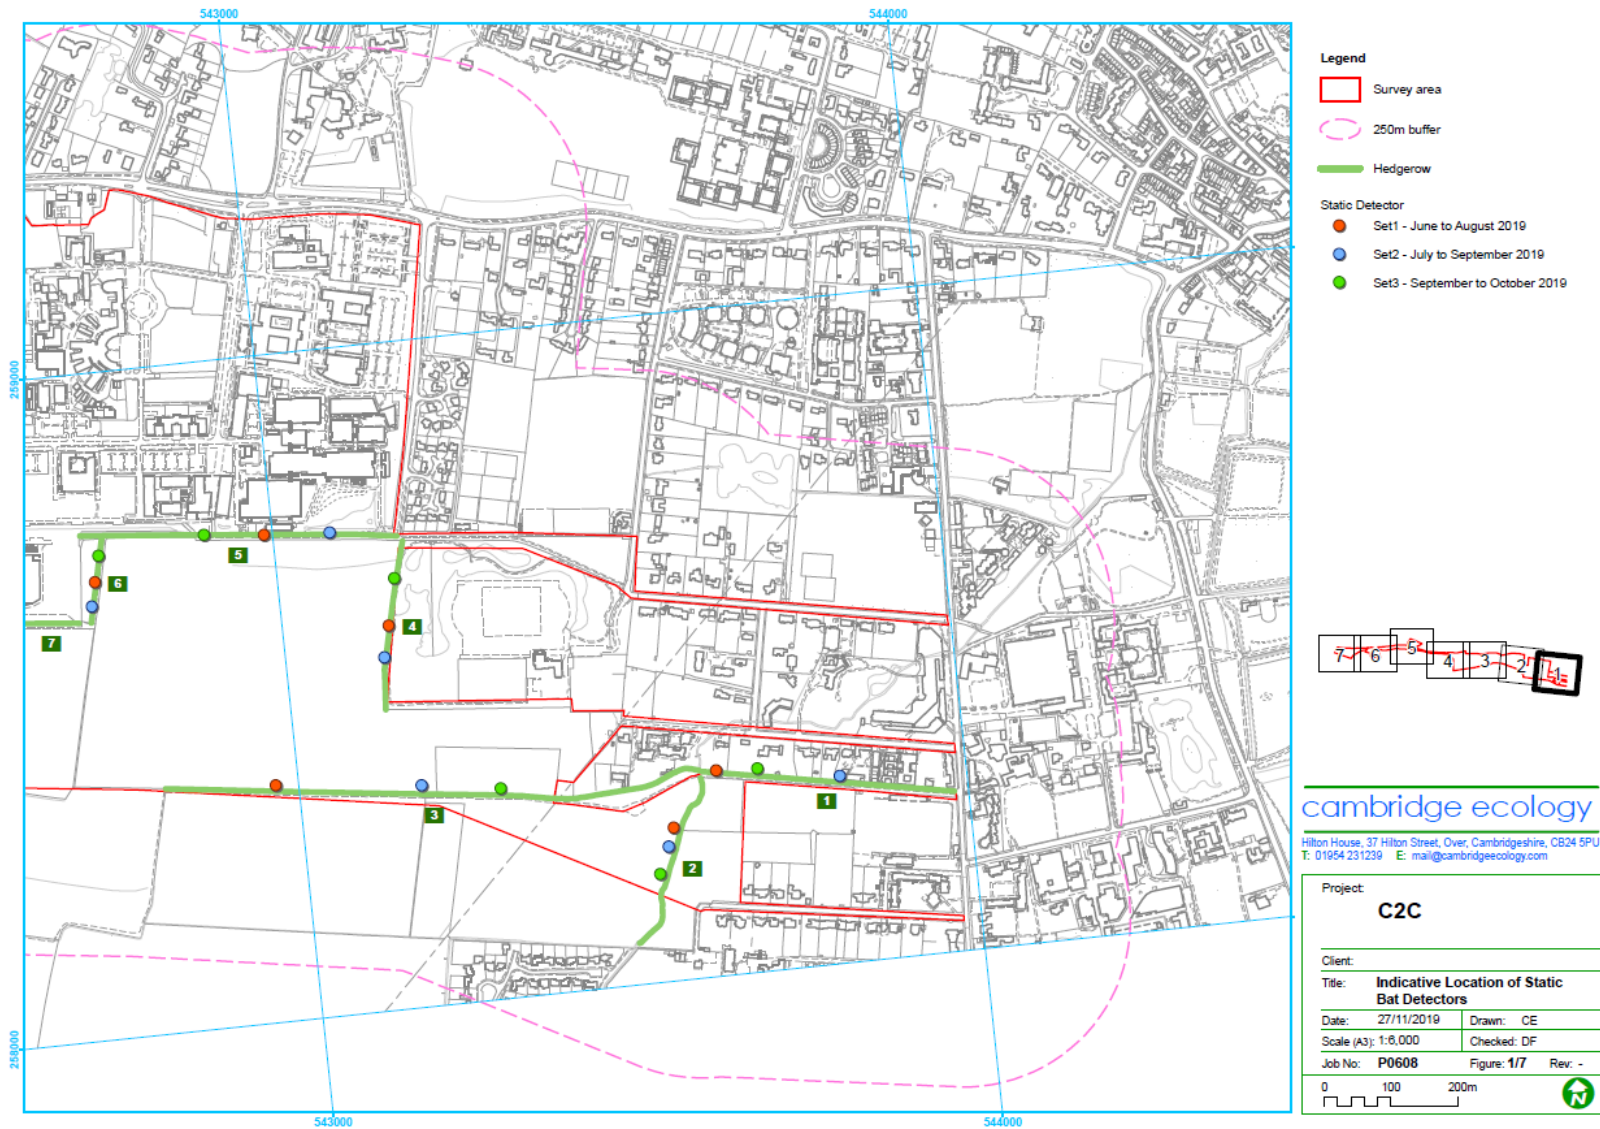 543000
544000
259000
258000
543000
544000
5
6
7
4
3
1
2
Legend
Survey area
250m buffer
Hedgerow
Static Detector
Set1 - June to August 2019
Set2 - July to September 2019
Set3 - September to October 2019
7 6 5 4 3 2 1
cambridge ecology
Hilton House, 37 Hilton Street, Over, Cambridgeshire, CB24 5PU
T: 01954 231239 E: mail@cambridgeecology.com
Project:
C2C
Client:
Title: Indicative Location of Static
Bat Detectors
Date: 27/11/2019 Drawn: CE
Scale (A3): 1:6,000 Checked: DF
Job No: P0608 Figure: 1/7 Rev: -
0 100 200m
N